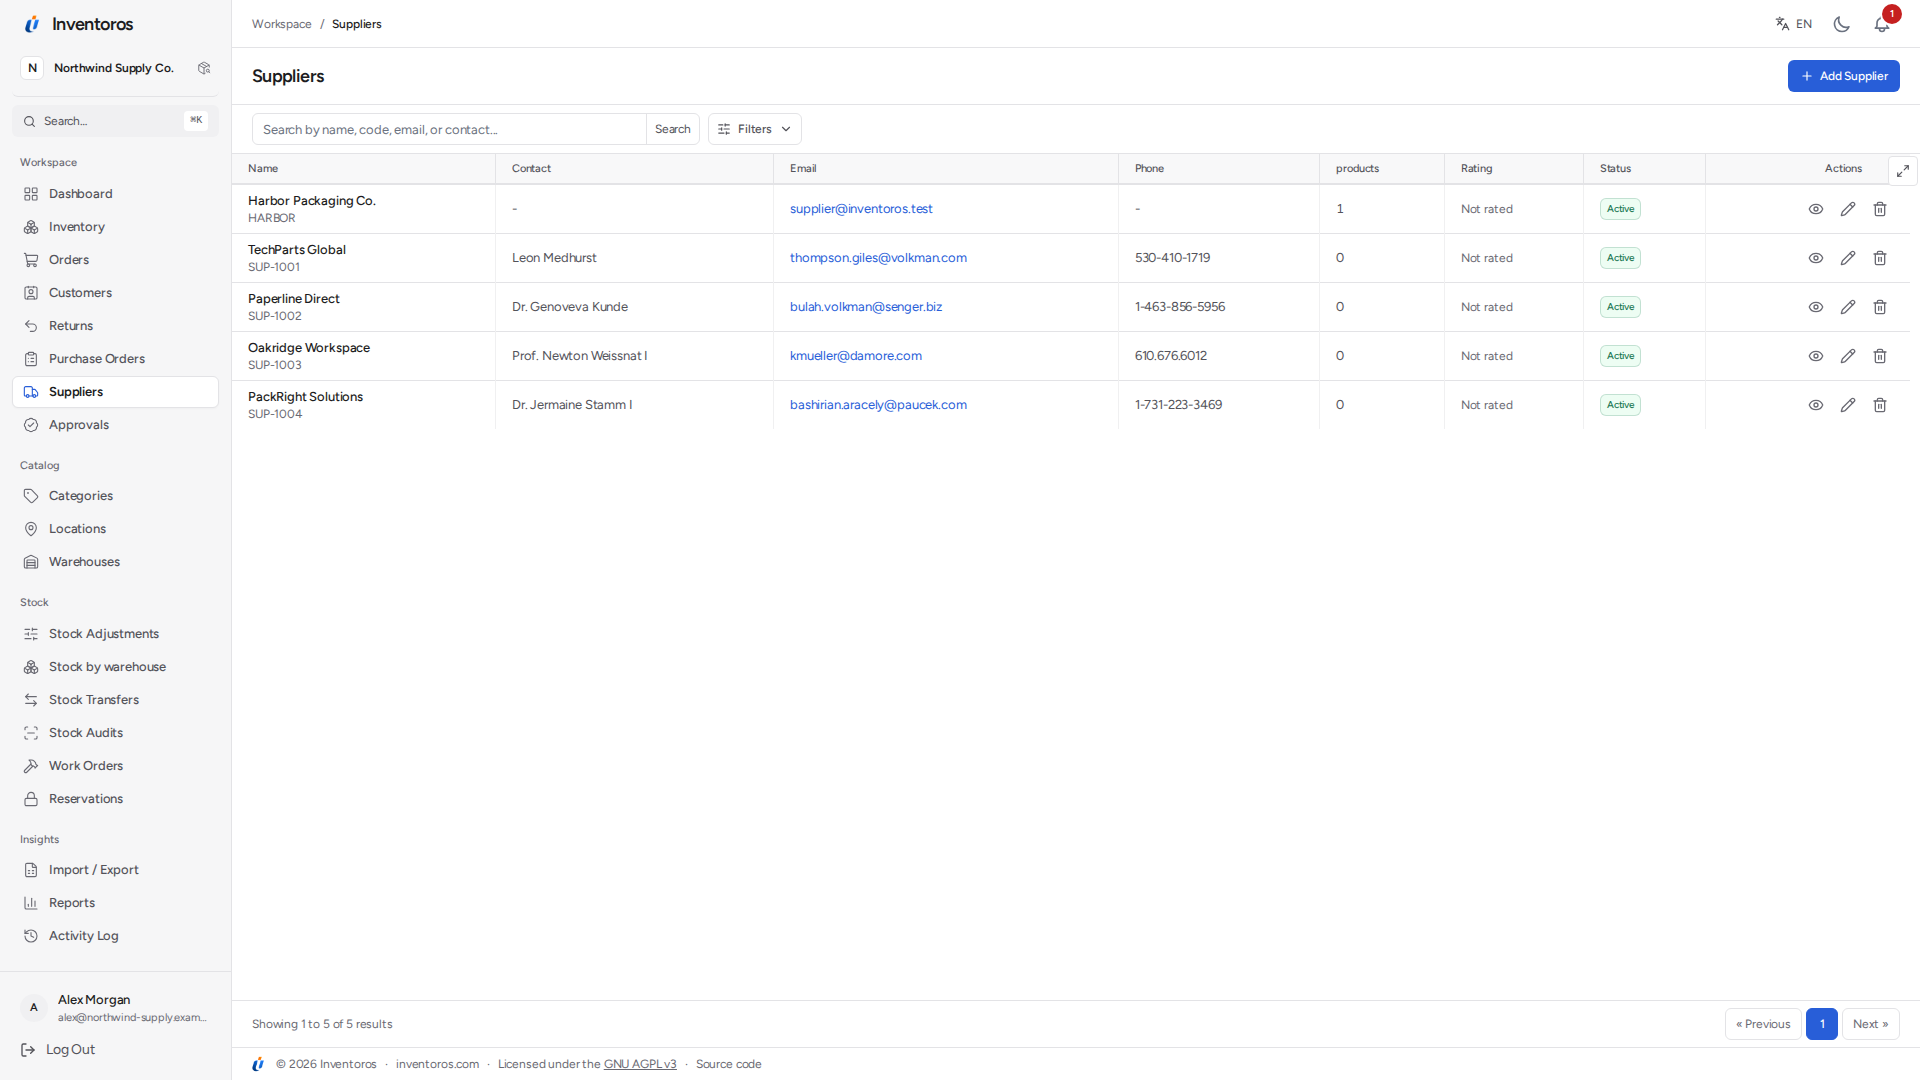 Inventoros
N Northwind Supply Co.
Search... ⌘K
Workspace
Dashboard
Inventory
Orders
Customers
Returns
Purchase Orders
Suppliers
Approvals
Catalog
Categories
Locations
Warehouses
Stock
Stock Adjustments
Stock by warehouse
Stock Transfers
Stock Audits
Work Orders
Reservations
Insights
Import / Export
Reports
Activity Log
A Alex Morgan
alex@northwind-supply.exam...
Log Out
Workspace / Suppliers
EN 1
Suppliers
Add Supplier
Search by name, code, email, or contact... Search Filters
Name Contact Email Phone products Rating Status Actions
Harbor Packaging Co.
HARBOR
- supplier@inventoros.test - 1 Not rated Active
TechParts Global
SUP-1001
Leon Medhurst thompson.giles@volkman.com 530-410-1719 0 Not rated Active
Paperline Direct
SUP-1002
Dr. Genoveva Kunde bulah.volkman@senger.biz 1-463-856-5956 0 Not rated Active
Oakridge Workspace
SUP-1003
Prof. Newton Weissnat I kmueller@damore.com 610.676.6012 0 Not rated Active
PackRight Solutions
SUP-1004
Dr. Jermaine Stamm I bashirian.aracely@paucek.com 1-731-223-3469 0 Not rated Active
Showing 1 to 5 of 5 results
« Previous 1 Next »
© 2026 Inventoros · inventoros.com · Licensed under the GNU AGPL v3 · Source code